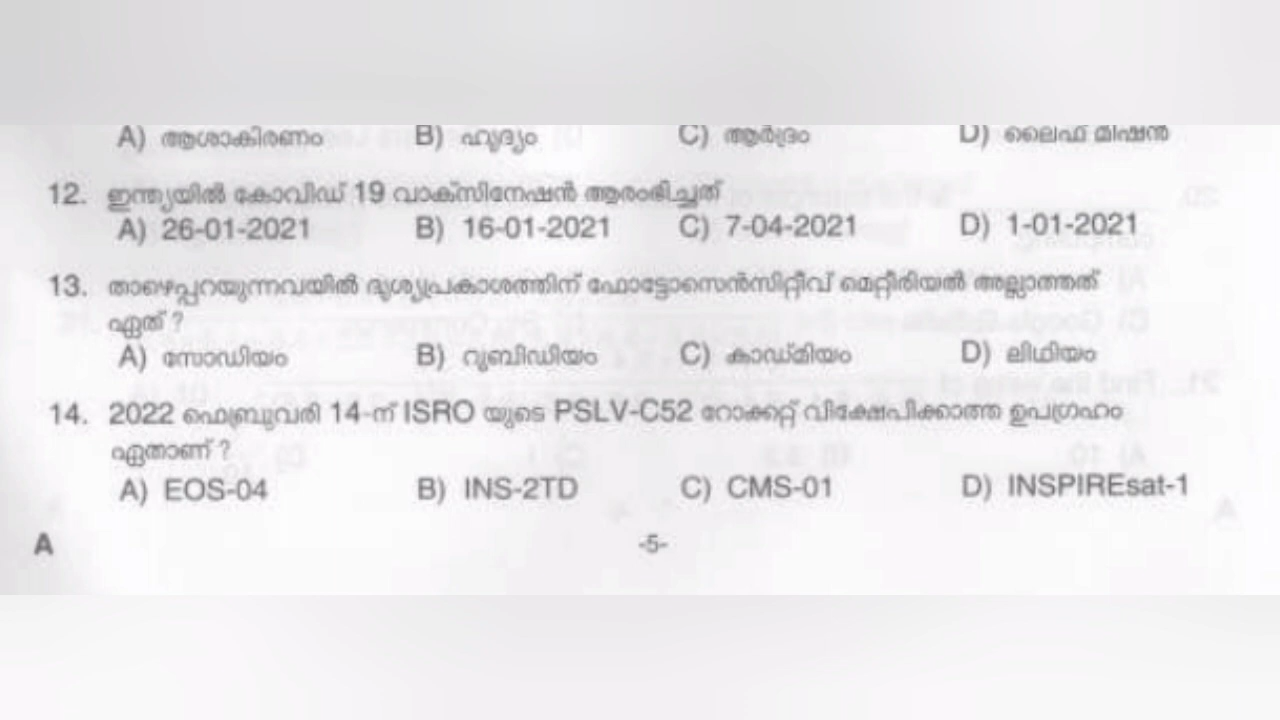 A) ആശാകിരണം B) ഹൃദ്യം C) ആർദ്രം D) ലൈഫ് മിഷൻ
12. ഇന്ത്യയിൽ കോവിഡ് 19 വാക്സിനേഷൻ ആരംഭിച്ചത്
A) 26-01-2021 B) 16-01-2021 C) 7-04-2021 D) 1-01-2021
13. താഴെപ്പറയുന്നവയിൽ ദൃശ്യപ്രകാശത്തിന് ഫോട്ടോസെൻസിറ്റീവ് മെറ്റീരിയൽ അല്ലാത്തത്
ഏത് ?
A) സോഡിയം B) റുബിഡിയം C) കാഡ്മിയം D) ലിഥിയം
14. 2022 ഫെബ്രുവരി 14-ന് ISRO യുടെ PSLV-C52 റോക്കറ്റ് വിക്ഷേപിക്കാത്ത ഉപഗ്രഹം
ഏതാണ് ?
A) EOS-04 B) INS-2TD C) CMS-01 D) INSPIREsat-1
A -5-